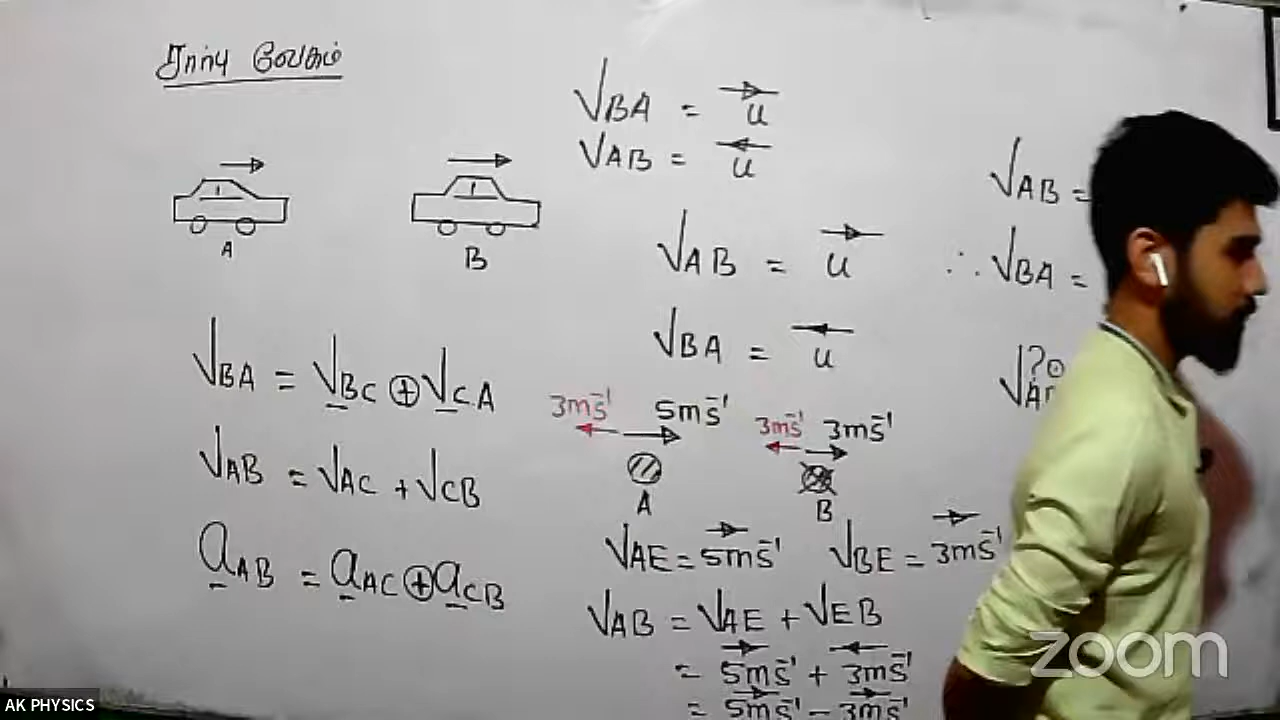 சார்பு வேகம்
A
B
V_BA = u→
V_AB = u←
V_AB = u→
V_BA = u←
V_AB =
∴ V_BA =
V_BA = V_BC ⊕ V_CA
V_AB = V_AC + V_CB
a_AB = a_AC ⊕ a_CB
3ms⁻¹ 5ms⁻¹ 3ms⁻¹ 3ms⁻¹
A B
V_AE = 5ms⁻¹ V_BE = 3ms⁻¹
V_AB = V_AE + V_EB
= 5ms⁻¹ + 3ms⁻¹
= 5ms⁻¹ - 3ms⁻¹
zoom
AK PHYSICS